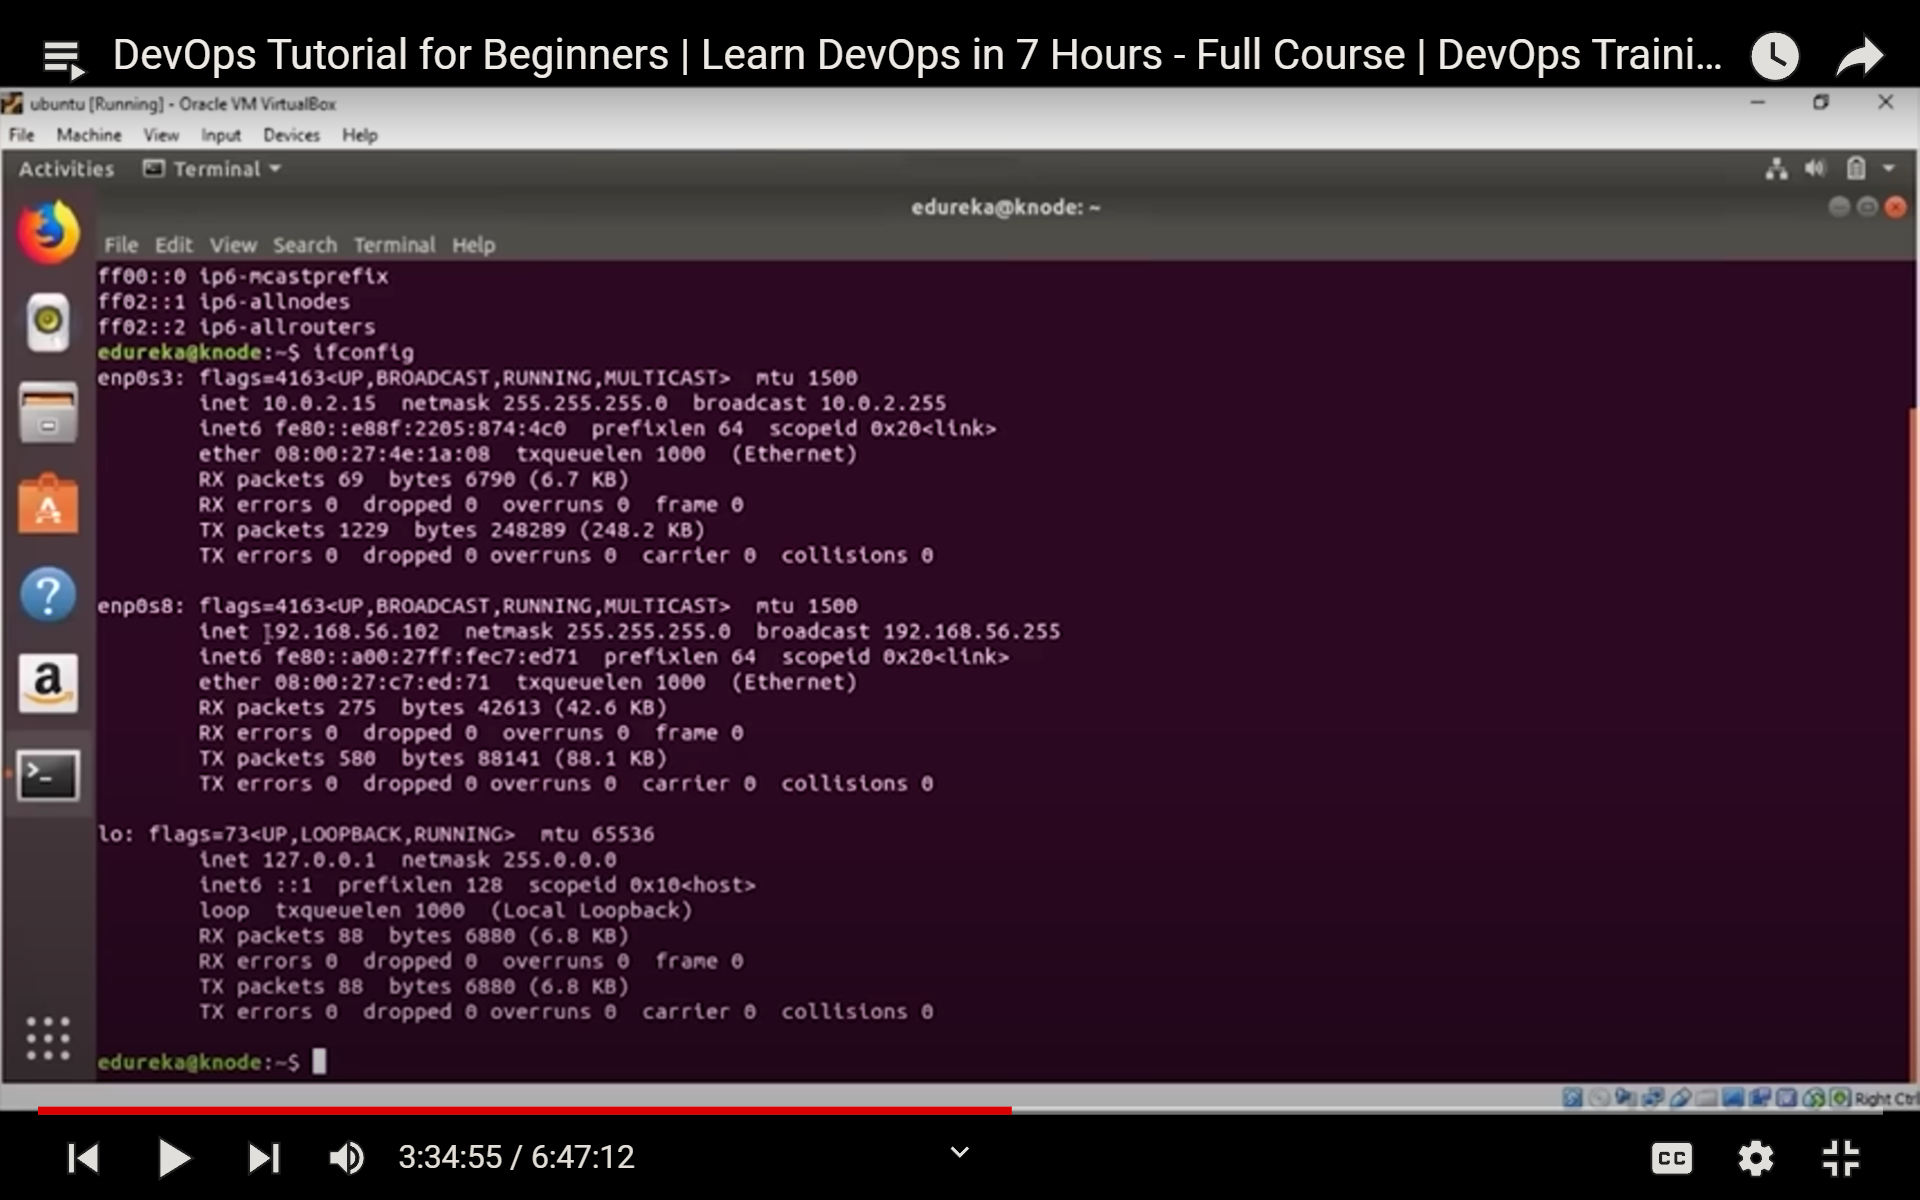 DevOps Tutorial for Beginners | Learn DevOps in 7 Hours - Full Course | DevOps Traini...
ubuntu [Running] - Oracle VM VirtualBox
File Machine View Input Devices Help
Activities Terminal
edureka@knode: ~
File Edit View Search Terminal Help
ff00::0 ip6-mcastprefix
ff02::1 ip6-allnodes
ff02::2 ip6-allrouters
edureka@knode:~$ ifconfig
enp0s3: flags=4163<UP,BROADCAST,RUNNING,MULTICAST>  mtu 1500
inet 10.0.2.15  netmask 255.255.255.0  broadcast 10.0.2.255
inet6 fe80::e88f:2205:874:4c0  prefixlen 64  scopeid 0x20<link>
ether 08:00:27:4e:1a:08  txqueuelen 1000  (Ethernet)
RX packets 69  bytes 6790 (6.7 KB)
RX errors 0  dropped 0  overruns 0  frame 0
TX packets 1229  bytes 248289 (248.2 KB)
TX errors 0  dropped 0 overruns 0  carrier 0  collisions 0
enp0s8: flags=4163<UP,BROADCAST,RUNNING,MULTICAST>  mtu 1500
inet 192.168.56.102  netmask 255.255.255.0  broadcast 192.168.56.255
inet6 fe80::a00:27ff:fec7:ed71  prefixlen 64  scopeid 0x20<link>
ether 08:00:27:c7:ed:71  txqueuelen 1000  (Ethernet)
RX packets 275  bytes 42613 (42.6 KB)
RX errors 0  dropped 0  overruns 0  frame 0
TX packets 580  bytes 88141 (88.1 KB)
TX errors 0  dropped 0 overruns 0  carrier 0  collisions 0
lo: flags=73<UP,LOOPBACK,RUNNING>  mtu 65536
inet 127.0.0.1  netmask 255.0.0.0
inet6 ::1  prefixlen 128  scopeid 0x10<host>
loop  txqueuelen 1000  (Local Loopback)
RX packets 88  bytes 6880 (6.8 KB)
RX errors 0  dropped 0  overruns 0  frame 0
TX packets 88  bytes 6880 (6.8 KB)
TX errors 0  dropped 0 overruns 0  carrier 0  collisions 0
edureka@knode:~$
Right Ctrl
3:34:55 / 6:47:12
CC